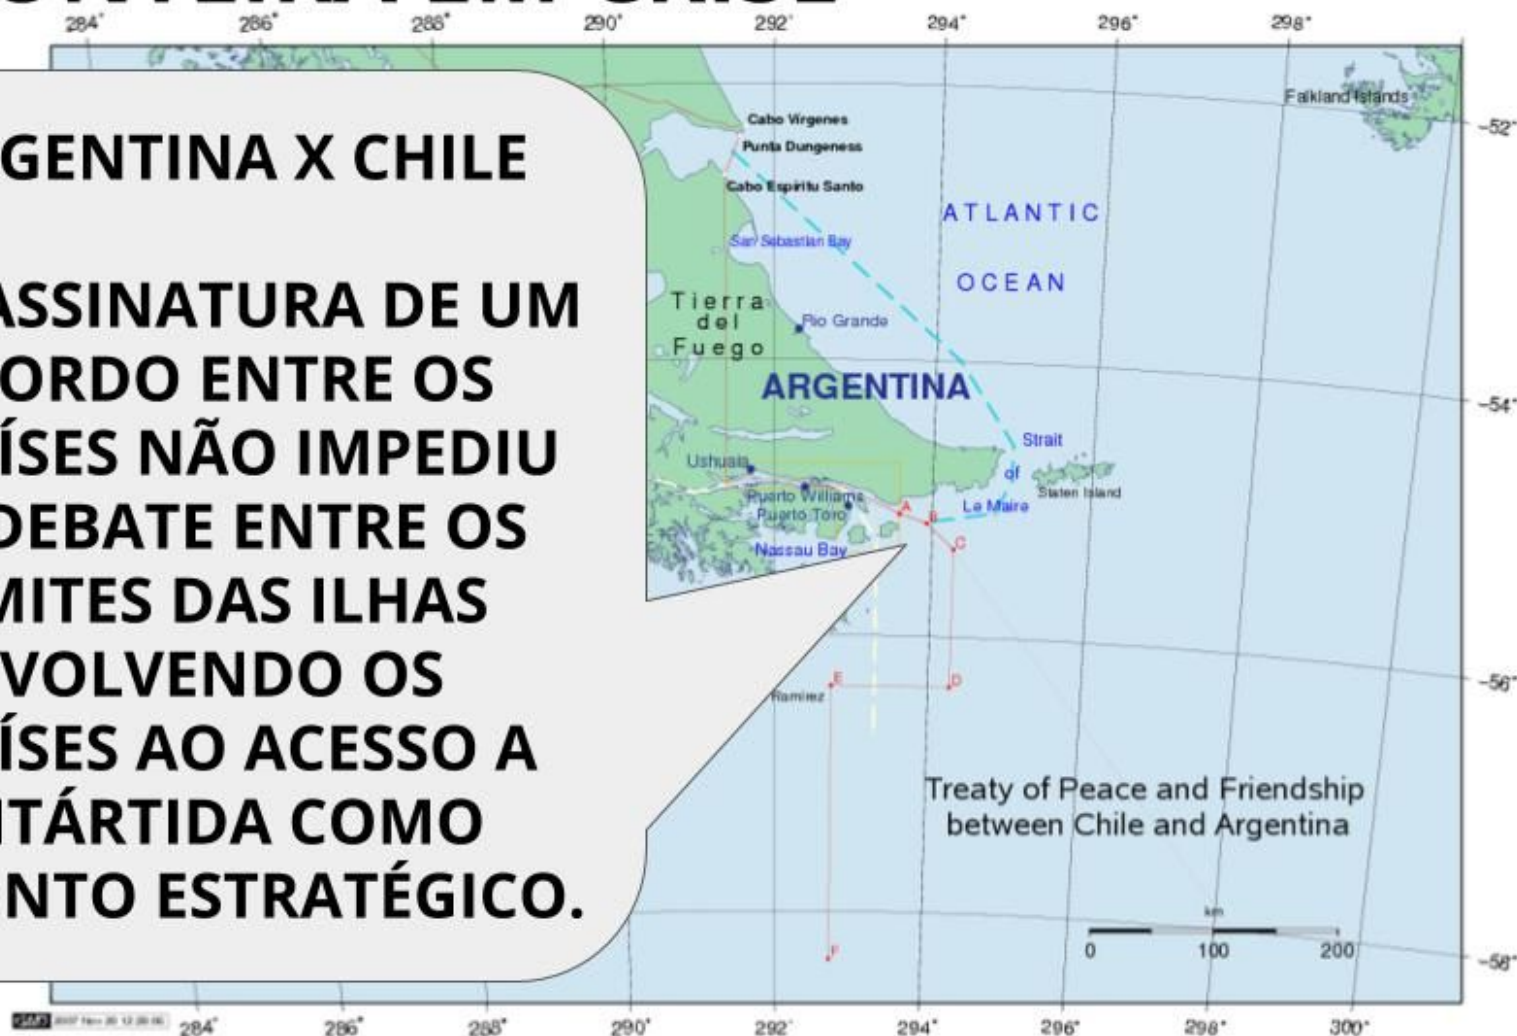 284° 286° 288° 290° 292° 294° 296° 298°
GENTINA X CHILE
ASSINATURA DE UM
ORDO ENTRE OS
ÍSES NÃO IMPEDIU
DEBATE ENTRE OS
MITES DAS ILHAS
VOLVENDO OS
ÍSES AO ACESSO A
NTÁRTIDA COMO
NTO ESTRATÉGICO.
Falkland Islands
Cabo Vírgenes
Punta Dungeness
Cabo Espíritu Santo
San Sebastian Bay
ATLANTIC
OCEAN
Tierra
del
Fuego
Rio Grande
ARGENTINA
Strait
of
La Maire
Staten Island
Ushuaia
Puerto Williams
Puerto Toro
Nassau Bay
A
B
C
D
E
F
Ramirez
Treaty of Peace and Friendship
between Chile and Argentina
km
0 100 200
-52°
-54°
-56°
-58°
284° 286° 288° 290° 292° 294° 296° 298° 300°